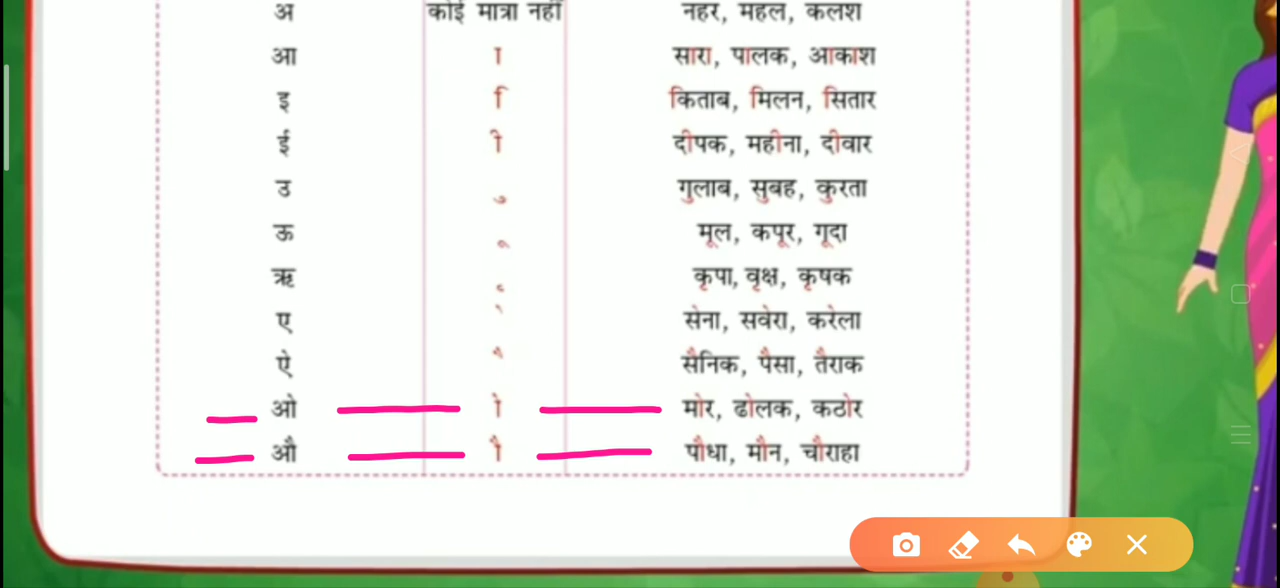 अ कोई मात्रा नहीं नहर, महल, कलश
आ ा सारा, पालक, आकाश
इ ि किताब, मिलन, सितार
ई ी दीपक, महीना, दीवार
उ ु गुलाब, सुबह, कुरता
ऊ ू मूल, कपूर, गूदा
ऋ ृ कृपा, वृक्ष, कृषक
ए े सेना, सवेरा, करेला
ऐ ै सैनिक, पैसा, तैराक
ओ ो मोर, ढोलक, कठोर
औ ौ पौधा, मौन, चौराहा